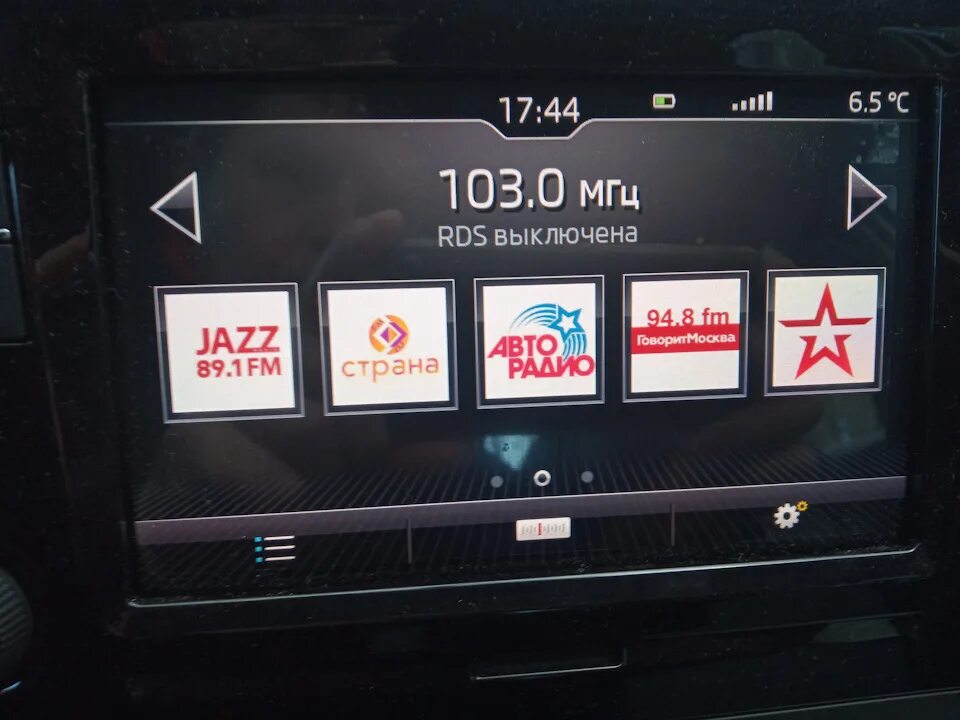 17:44
6.5 °C
103.0 МГц
RDS выключена
JAZZ
89.1 FM
страна
АВТО
РАДИО
94.8 fm
ГоворитМосква